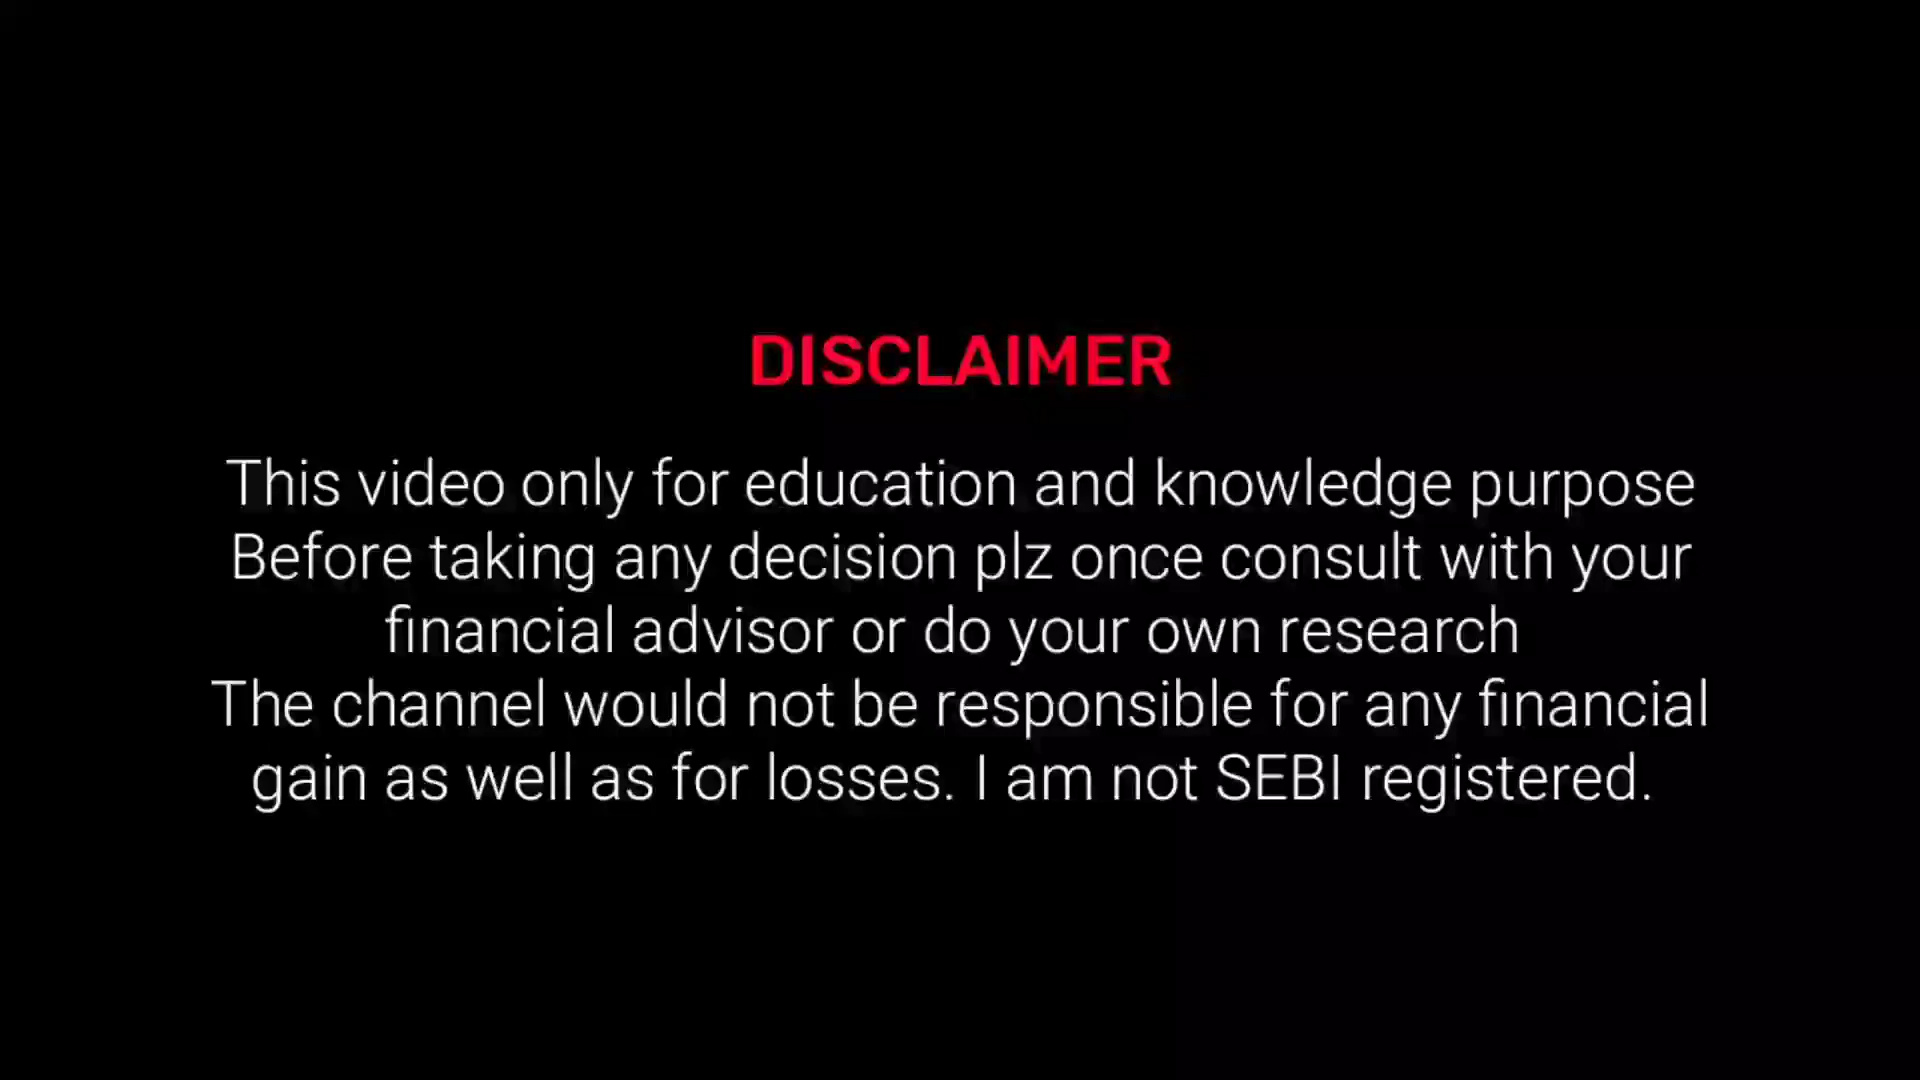 DISCLAIMER
This video only for education and knowledge purpose
Before taking any decision plz once consult with your
financial advisor or do your own research
The channel would not be responsible for any financial
gain as well as for losses. I am not SEBI registered.